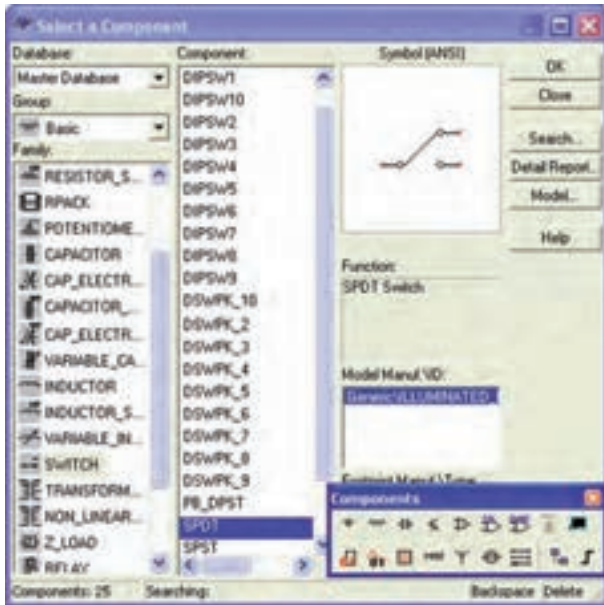 Select a Component
Database:
Master Database
Group:
Basic
Family:
RESISTOR_S...
RPACK
POTENTIOME...
CAPACITOR
CAP_ELECTR...
CAPACITOR_...
CAP_ELECTR...
VARIABLE_CA...
INDUCTOR
INDUCTOR_S...
VARIABLE_IN...
SWITCH
TRANSFORM...
NON_LINEAR...
Z_LOAD
RELAY
Component:
DIPSW1
DIPSW10
DIPSW2
DIPSW3
DIPSW4
DIPSW5
DIPSW6
DIPSW7
DIPSW8
DIPSW9
DSWPK_10
DSWPK_2
DSWPK_3
DSWPK_4
DSWPK_5
DSWPK_6
DSWPK_7
DSWPK_8
DSWPK_9
PB_DPST
SPDT
SPST
Symbol (ANSI)
Function:
SPDT Switch
Model Manuf.\ID:
Generic\ILLUMINATED
Footprint Manuf.\Type:
OK
Close
Search...
Detail Report...
Model...
Help
Components
Components: 25
Searching:
Backspace
Delete